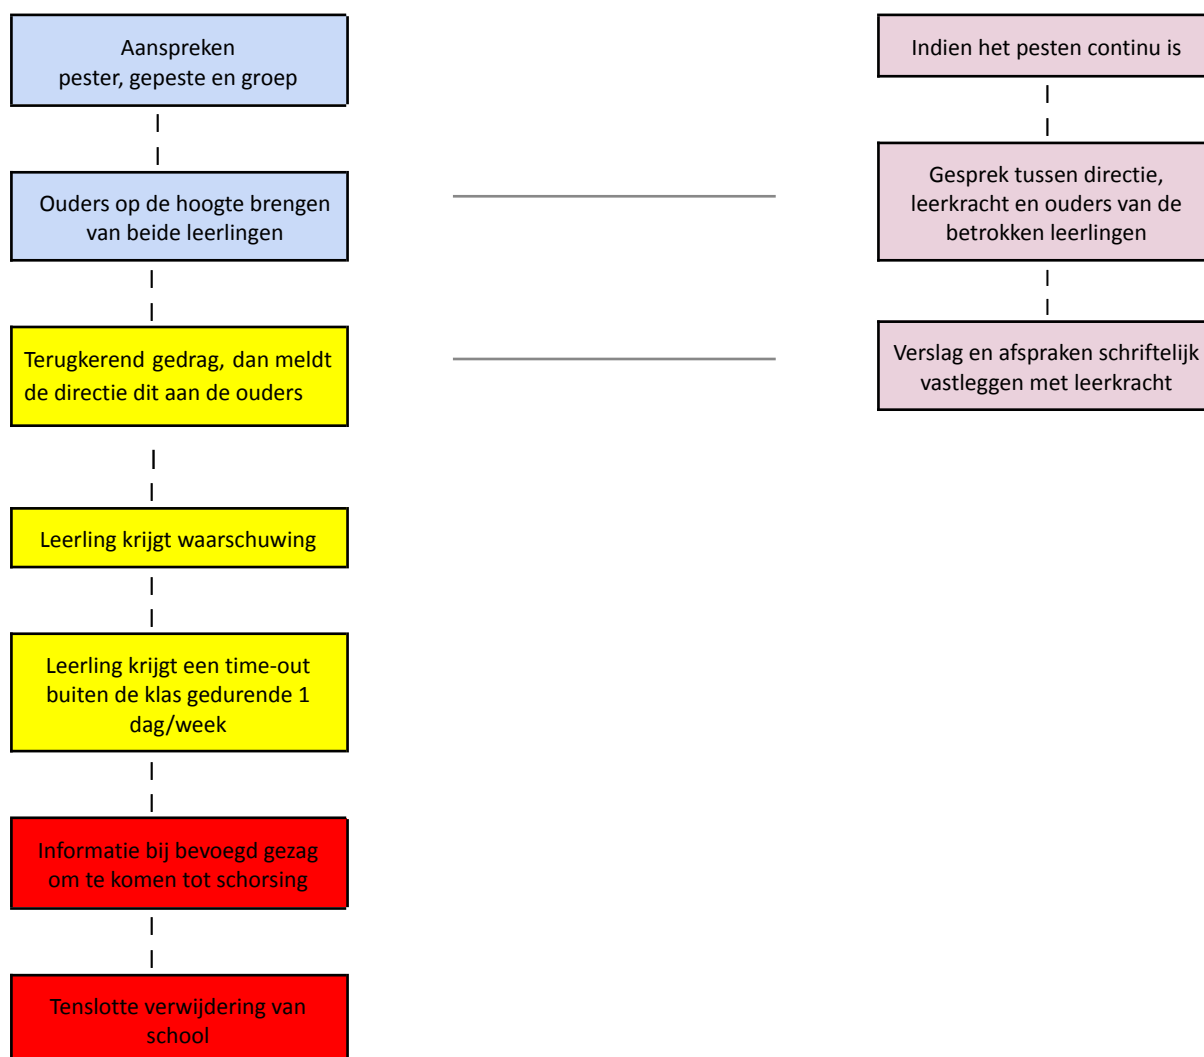 Aanspreken
pester, gepeste en groep
Ouders op de hoogte brengen
van beide leerlingen
Terugkerend gedrag, dan meldt
de directie dit aan de ouders
Leerling krijgt waarschuwing
Leerling krijgt een time-out
buiten de klas gedurende 1
dag/week
Informatie bij bevoegd gezag
om te komen tot schorsing
Tenslotte verwijdering van
school
Indien het pesten continu is
Gesprek tussen directie,
leerkracht en ouders van de
betrokken leerlingen
Verslag en afspraken schriftelijk
vastleggen met leerkracht